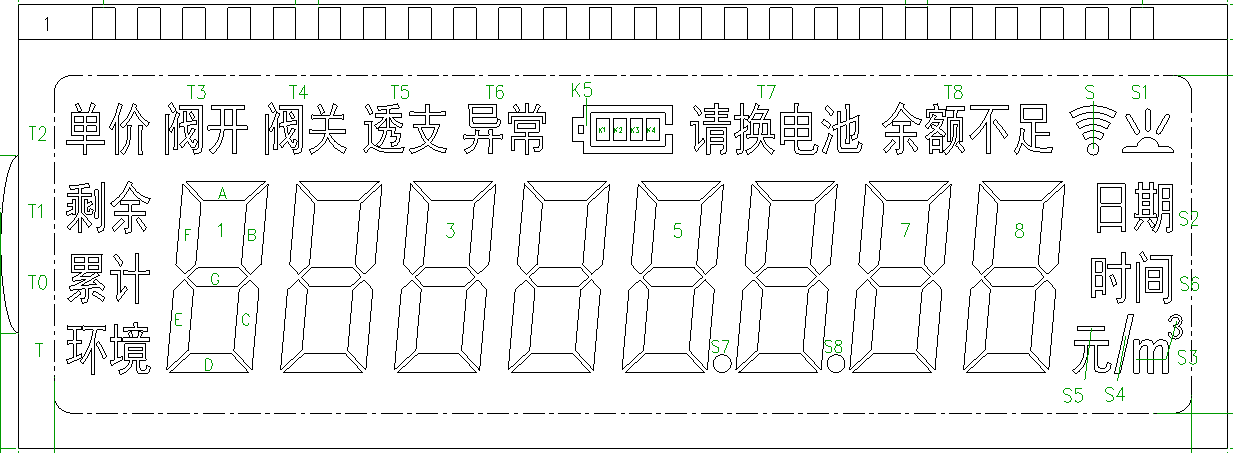 1
T3 T4 T5 T6 K5 T7 T8 S S1
T2 单价 阀开 阀关 透支 异常 K1 K2 K3 K4 请换电池 余额不足
T1 剩余 A 日期 S2
F 1 B 3 5 7 8
T0 累计 G 时间 S6
E C
T 环境 D S7 S8 元/m³ S3
S5 S4